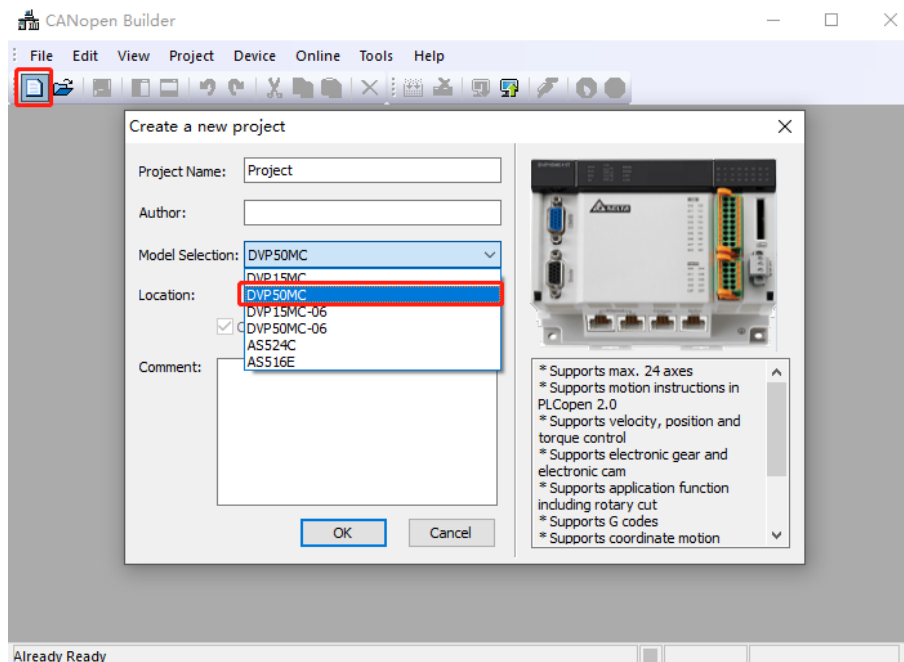 CANopen Builder
File Edit View Project Device Online Tools Help
Create a new project
Project Name: Project
Author:
Model Selection: DVP50MC
DVP15MC
Location:
DVP50MC
DVP15MC-06
DVP50MC-06
AS524C
AS516E
Comment:
OK Cancel
DELTA
* Supports max. 24 axes
* Supports motion instructions in
PLCopen 2.0
* Supports velocity, position and
torque control
* Supports electronic gear and
electronic cam
* Supports application function
including rotary cut
* Supports G codes
* Supports coordinate motion
Already Ready